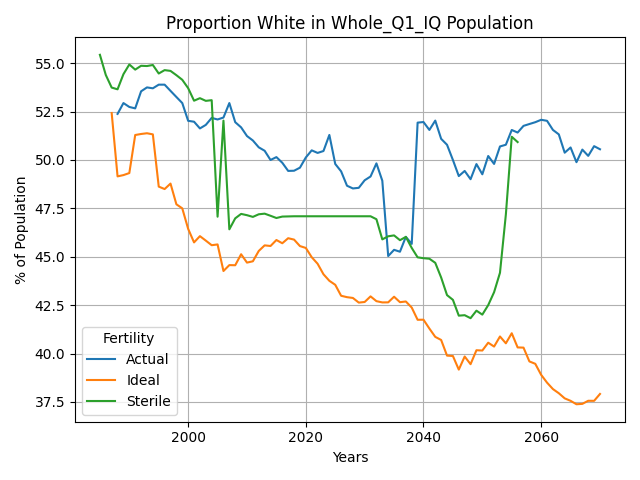 Proportion White in Whole_Q1_IQ Population
% of Population
55.0
52.5
50.0
47.5
45.0
42.5
40.0
37.5
Fertility
Actual
Ideal
Sterile
2000
2020
2040
2060
Years